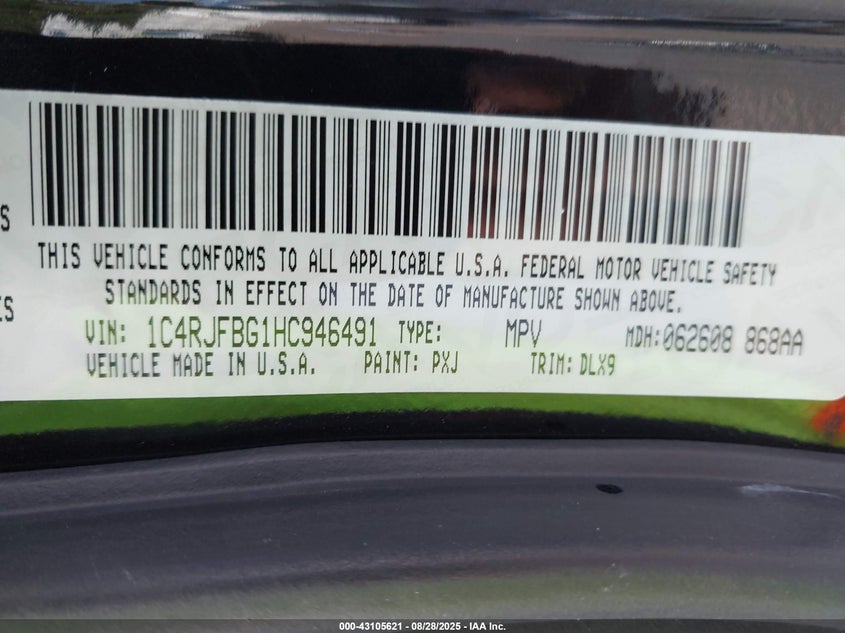 S
THIS VEHICLE CONFORMS TO ALL APPLICABLE U.S.A. FEDERAL MOTOR VEHICLE SAFETY
ES
STANDARDS IN EFFECT ON THE DATE OF MANUFACTURE SHOWN ABOVE.
VIN: 1C4RJFBG1HC946491 TYPE: MPV MDH:062608 868AA
VEHICLE MADE IN U.S.A. PAINT: PXJ TRIM: DLX9
000-43105621 / 08/28/2025 - IAA Inc.